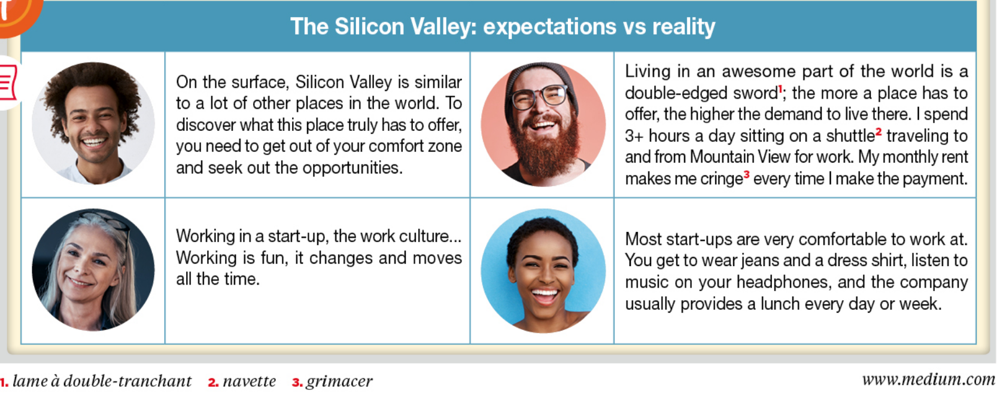 The Silicon Valley: expectations vs reality
On the surface, Silicon Valley is similar
to a lot of other places in the world. To
discover what this place truly has to offer,
you need to get out of your comfort zone
and seek out the opportunities.
Living in an awesome part of the world is a
double-edged sword1; the more a place has to
offer, the higher the demand to live there. I spend
3+ hours a day sitting on a shuttle2 traveling to
and from Mountain View for work. My monthly rent
makes me cringe3 every time I make the payment.
Working in a start-up, the work culture...
Working is fun, it changes and moves
all the time.
Most start-ups are very comfortable to work at.
You get to wear jeans and a dress shirt, listen to
music on your headphones, and the company
usually provides a lunch every day or week.
1. lame à double-tranchant 2. navette 3. grimacer
www.medium.com